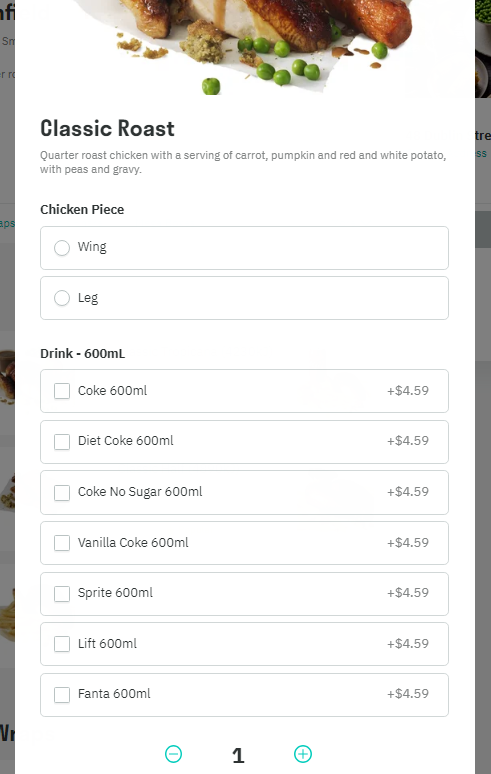 Classic Roast
Quarter roast chicken with a serving of carrot, pumpkin and red and white potato,
with peas and gravy.
Chicken Piece
Wing
Leg
Drink - 600mL
Coke 600ml +$4.59
Diet Coke 600ml +$4.59
Coke No Sugar 600ml +$4.59
Vanilla Coke 600ml +$4.59
Sprite 600ml +$4.59
Lift 600ml +$4.59
Fanta 600ml +$4.59
1